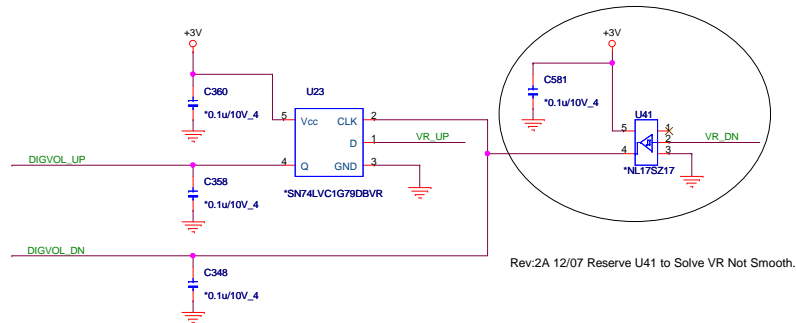 +3V
+3V
C360
*0.1u/10V_4
U23
C581
*0.1u/10V_4
U41
5 Vcc CLK 2
D 1 VR_UP
4 Q GND 3
5 1
2 VR_DN
4 3
*NL17SZ17
DIGVOL_UP
C358
*0.1u/10V_4
*SN74LVC1G79DBVR
DIGVOL_DN
C348
*0.1u/10V_4
Rev:2A 12/07 Reserve U41 to Solve VR Not Smooth.